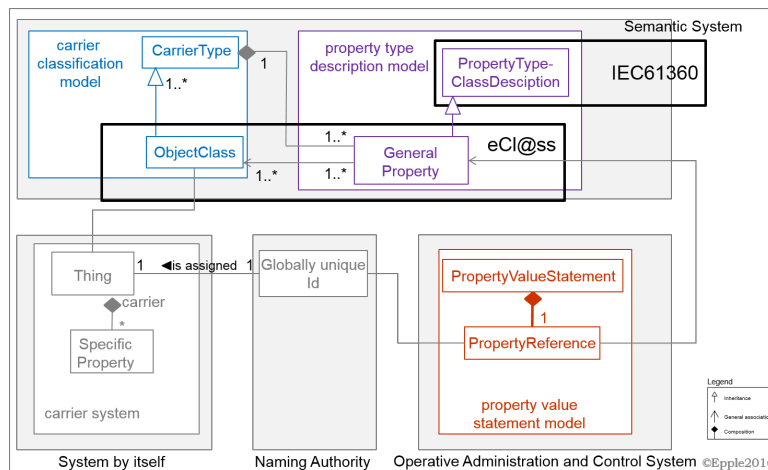 Semantic System
carrier
classification
model
CarrierType
1
1..*
property type
description model
PropertyType-
ClassDesciption
IEC61360
ObjectClass
1..*
1..*
1..*
General
Property
eCl@ss
Thing
1
◄is assigned
1
Globally unique
Id
carrier
*
Specific
Property
carrier system
PropertyValueStatement
1
PropertyReference
property value
statement model
Legend
Inheritance
General association
Composition
System by itself
Naming Authority
Operative Administration and Control System
©Epple2016